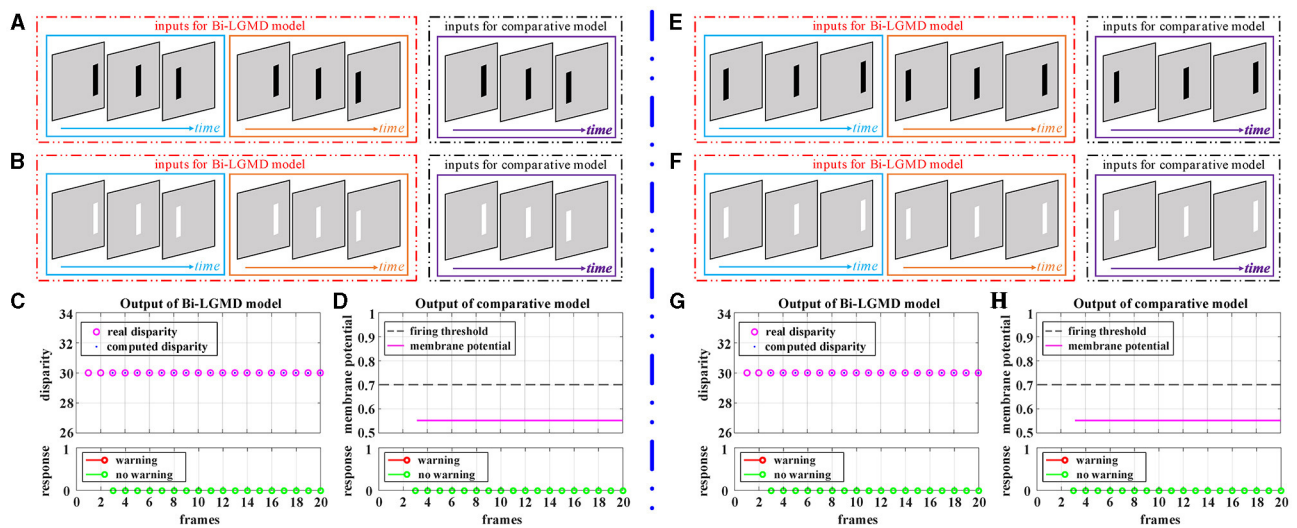 A
inputs for Bi-LGMD model
time
time
inputs for comparative model
time
B
inputs for Bi-LGMD model
time
time
inputs for comparative model
time
C
Output of Bi-LGMD model
34
32
30
28
26
disparity
real disparity
computed disparity
1
0
response
warning
no warning
0 2 4 6 8 10 12 14 16 18 20
frames
D
Output of comparative model
1
0.9
0.8
0.7
0.6
0.5
membrane potential
firing threshold
membrane potential
1
0
response
warning
no warning
0 2 4 6 8 10 12 14 16 18 20
frames
E
inputs for Bi-LGMD model
time
time
inputs for comparative model
time
F
inputs for Bi-LGMD model
time
time
inputs for comparative model
time
G
Output of Bi-LGMD model
34
32
30
28
26
disparity
real disparity
computed disparity
1
0
response
warning
no warning
0 2 4 6 8 10 12 14 16 18 20
frames
H
Output of comparative model
1
0.9
0.8
0.7
0.6
0.5
membrane potential
firing threshold
membrane potential
1
0
response
warning
no warning
0 2 4 6 8 10 12 14 16 18 20
frames